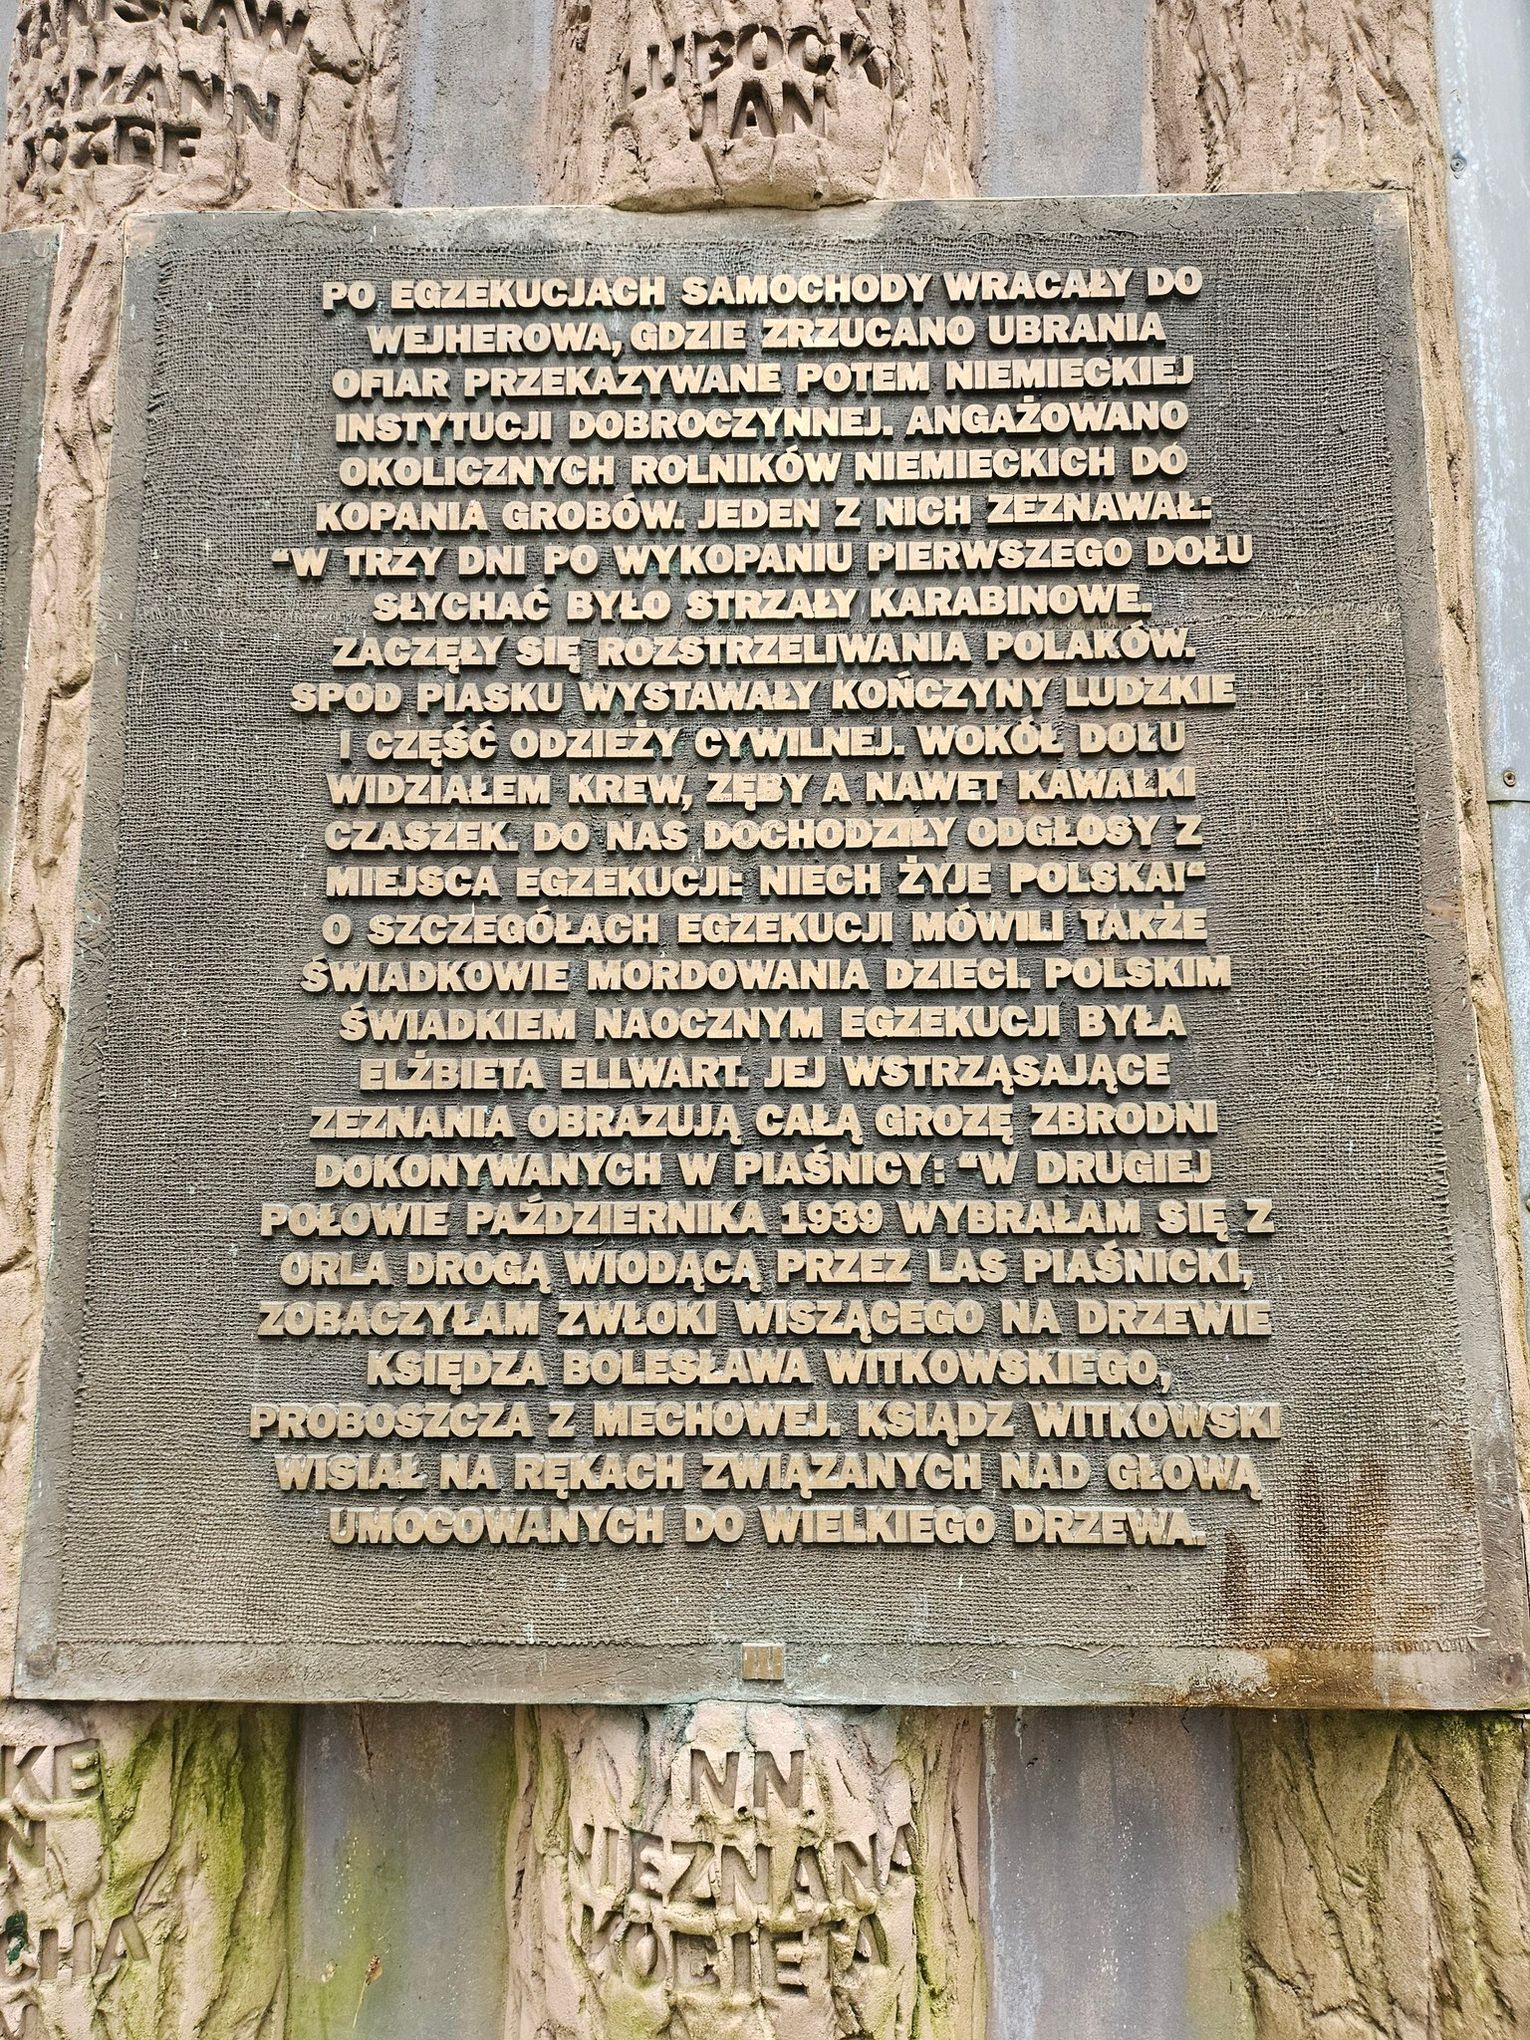 JAN
PO EGZEKUCJACH SAMOCHODY WRACAŁY DO
WEJHEROWA, GDZIE ZRZUCANO UBRANIA
OFIAR PRZEKAZYWANE POTEM NIEMIECKIEJ
INSTYTUCJI DOBROCZYNNEJ. ANGAŻOWANO
OKOLICZNYCH ROLNIKÓW NIEMIECKICH DO
KOPANIA GROBÓW. JEDEN Z NICH ZEZNAWAŁ:
“W TRZY DNI PO WYKOPANIU PIERWSZEGO DOŁU
SŁYCHAĆ BYŁO STRZAŁY KARABINOWE.
ZACZĘŁY SIĘ ROZSTRZELIWANIA POLAKÓW.
SPOD PIASKU WYSTAWAŁY KOŃCZYNY LUDZKIE
I CZĘŚĆ ODZIEŻY CYWILNEJ. WOKÓŁ DOŁU
WIDZIAŁEM KREW, ZĘBY A NAWET KAWAŁKI
CZASZEK. DO NAS DOCHODZIŁY ODGŁOSY Z
MIEJSCA EGZEKUCJI: NIECH ŻYJE POLSKA!“
O SZCZEGÓŁACH EGZEKUCJI MÓWILI TAKŻE
ŚWIADKOWIE MORDOWANIA DZIECI. POLSKIM
ŚWIADKIEM NAOCZNYM EGZEKUCJI BYŁA
ELŻBIETA ELLWART. JEJ WSTRZĄSAJĄCE
ZEZNANIA OBRAZUJĄ CAŁĄ GROZĘ ZBRODNI
DOKONYWANYCH W PIAŚNICY: “W DRUGIEJ
POŁOWIE PAŹDZIERNIKA 1939 WYBRAŁAM SIĘ Z
ORLA DROGĄ WIODĄCĄ PRZEZ LAS PIAŚNICKI,
ZOBACZYŁAM ZWŁOKI WISZĄCEGO NA DRZEWIE
KSIĘDZA BOLESŁAWA WITKOWSKIEGO,
PROBOSZCZA Z MECHOWEJ. KSIĄDZ WITKOWSKI
WISIAŁ NA RĘKACH ZWIĄZANYCH NAD GŁOWĄ
UMOCOWANYCH DO WIELKIEGO DRZEWA.
III
N.N.
NIEZNANA
KOBIETA